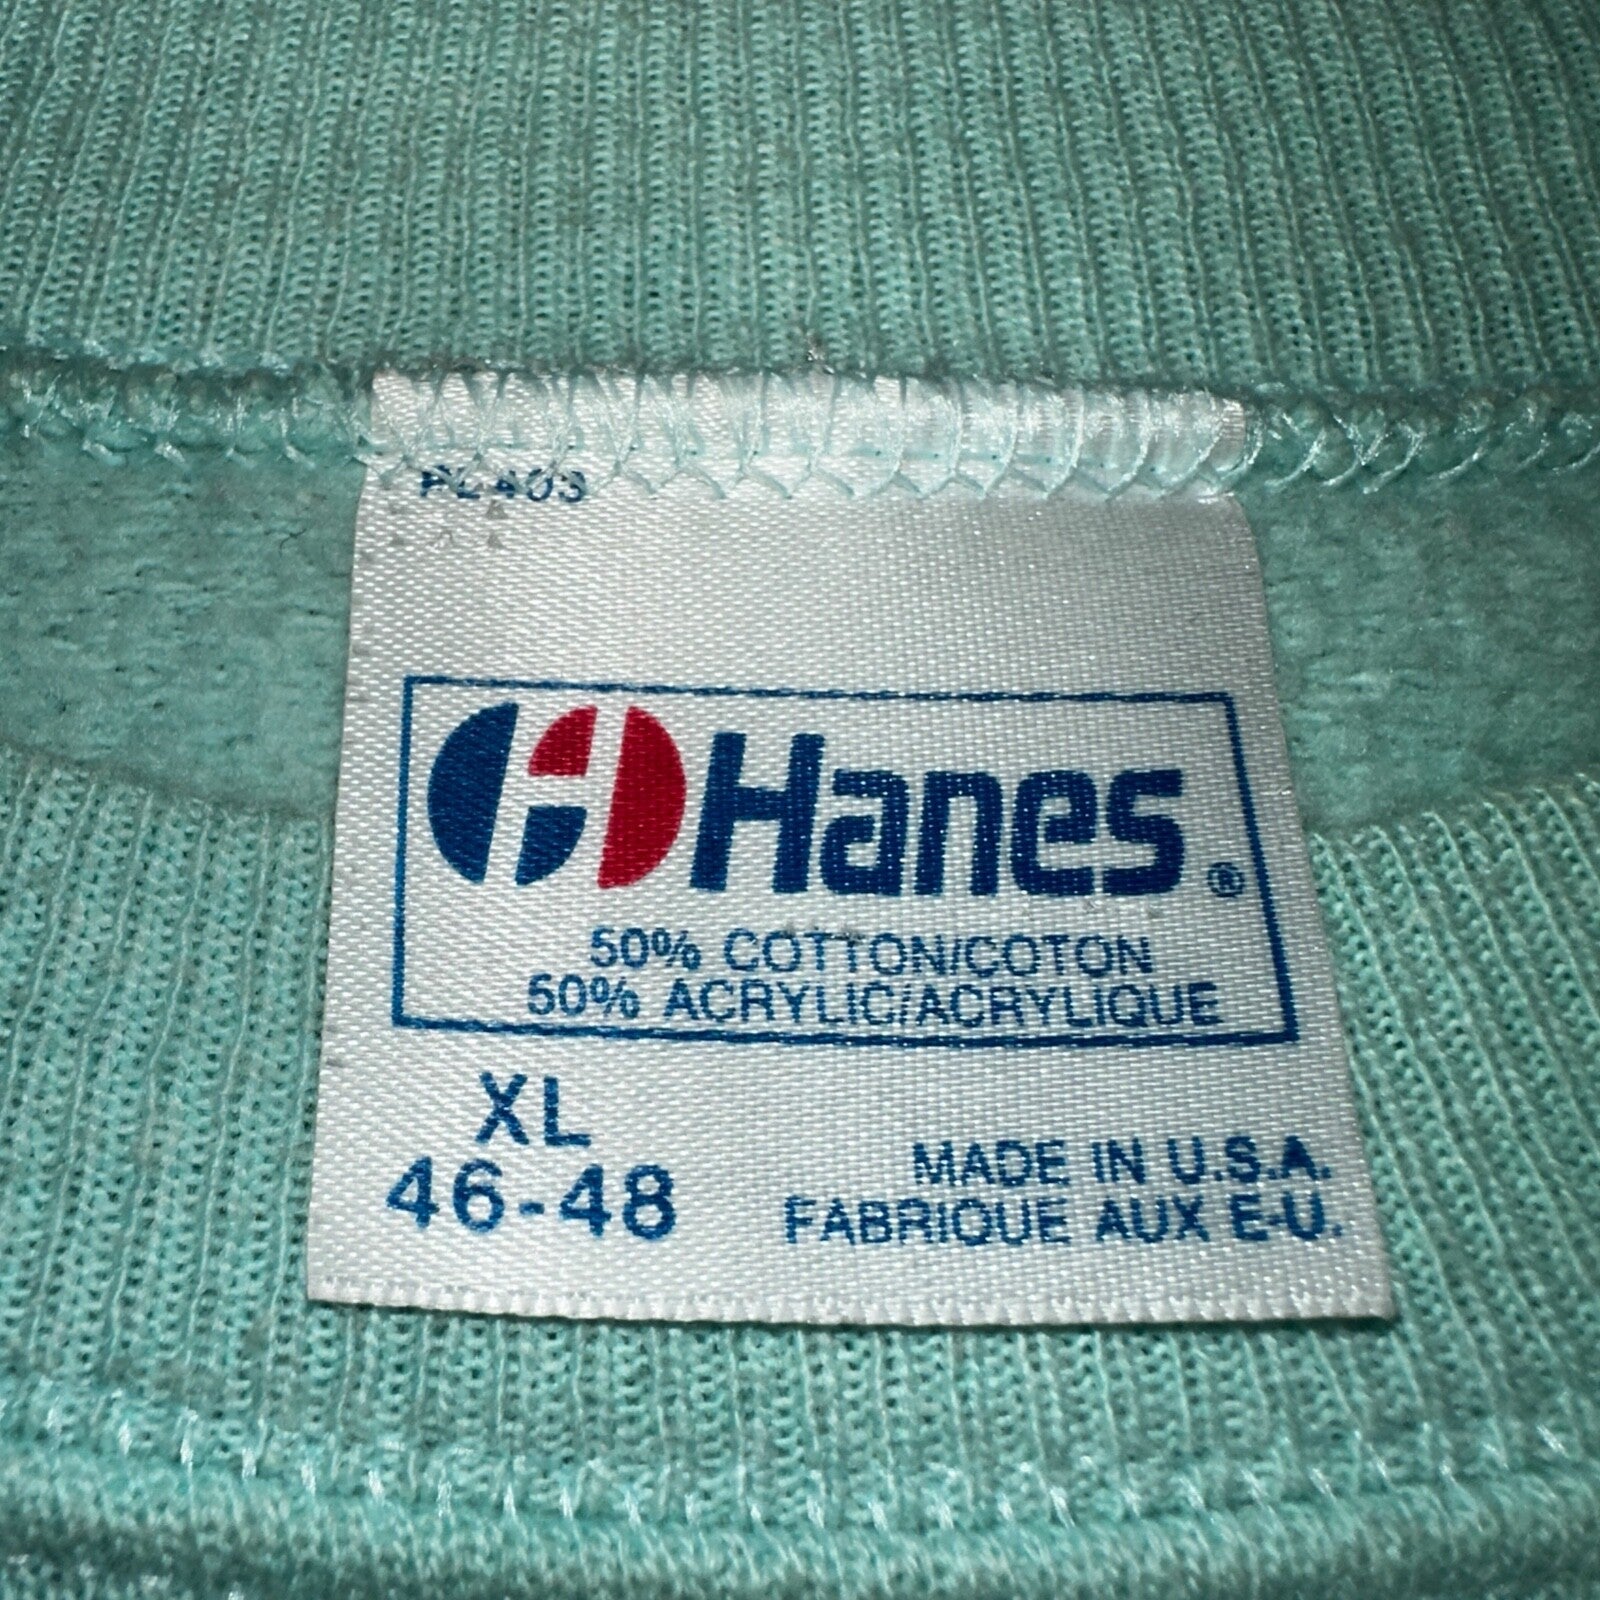 Hanes®
50% COTTON/COTON
50% ACRYLIC/ACRYLIQUE
XL
46-48
MADE IN U.S.A.
FABRIQUE AUX E-U.